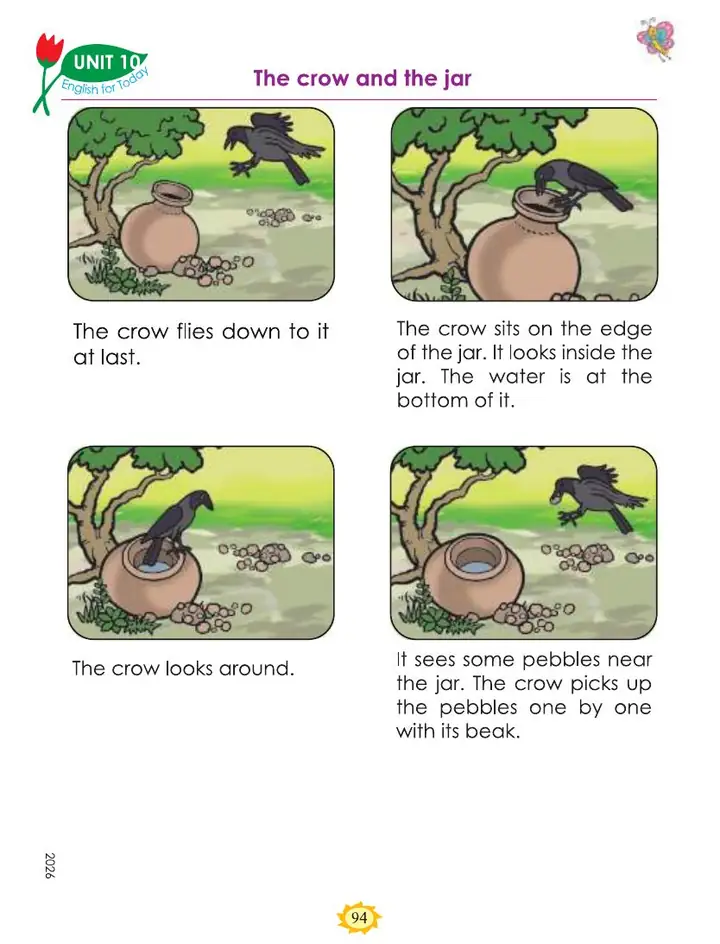 UNIT 10
English for Today
The crow and the jar
The crow flies down to it
at last.
The crow sits on the edge
of the jar. It looks inside the
jar. The water is at the
bottom of it.
The crow looks around.
It sees some pebbles near
the jar. The crow picks up
the pebbles one by one
with its beak.
2026
94